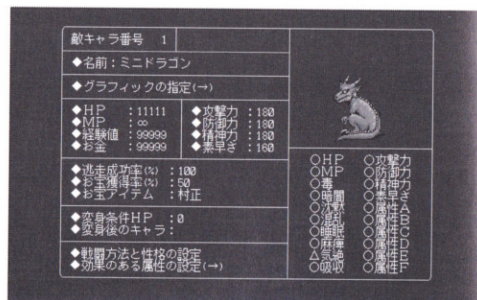 敵キャラ番号 1
◆名前：ミニドラゴン
◆グラフィックの指定(→)
◆HP :11111
◆MP :∞
◆経験値 :99999
◆お金 :99999
◆攻撃力 :180
◆防御力 :180
◆精神力 :180
◆素早さ :160
◆逃走成功率(%) :100
◆お宝獲得率(%) :50
◆お宝アイテム :村正
◆変身条件HP :0
◆変身後のキャラ:
◆戦闘方法と性格の設定
◆効果のある属性の設定(→)
○HP ○攻撃力
○MP ○防御力
○毒 ○精神力
○暗闇 ○素早さ
○沈黙 ○属性A
○混乱 ○属性B
○睡眠 ○属性C
○麻痺 ○属性D
△気絶 ○属性E
○吸収 ○属性F